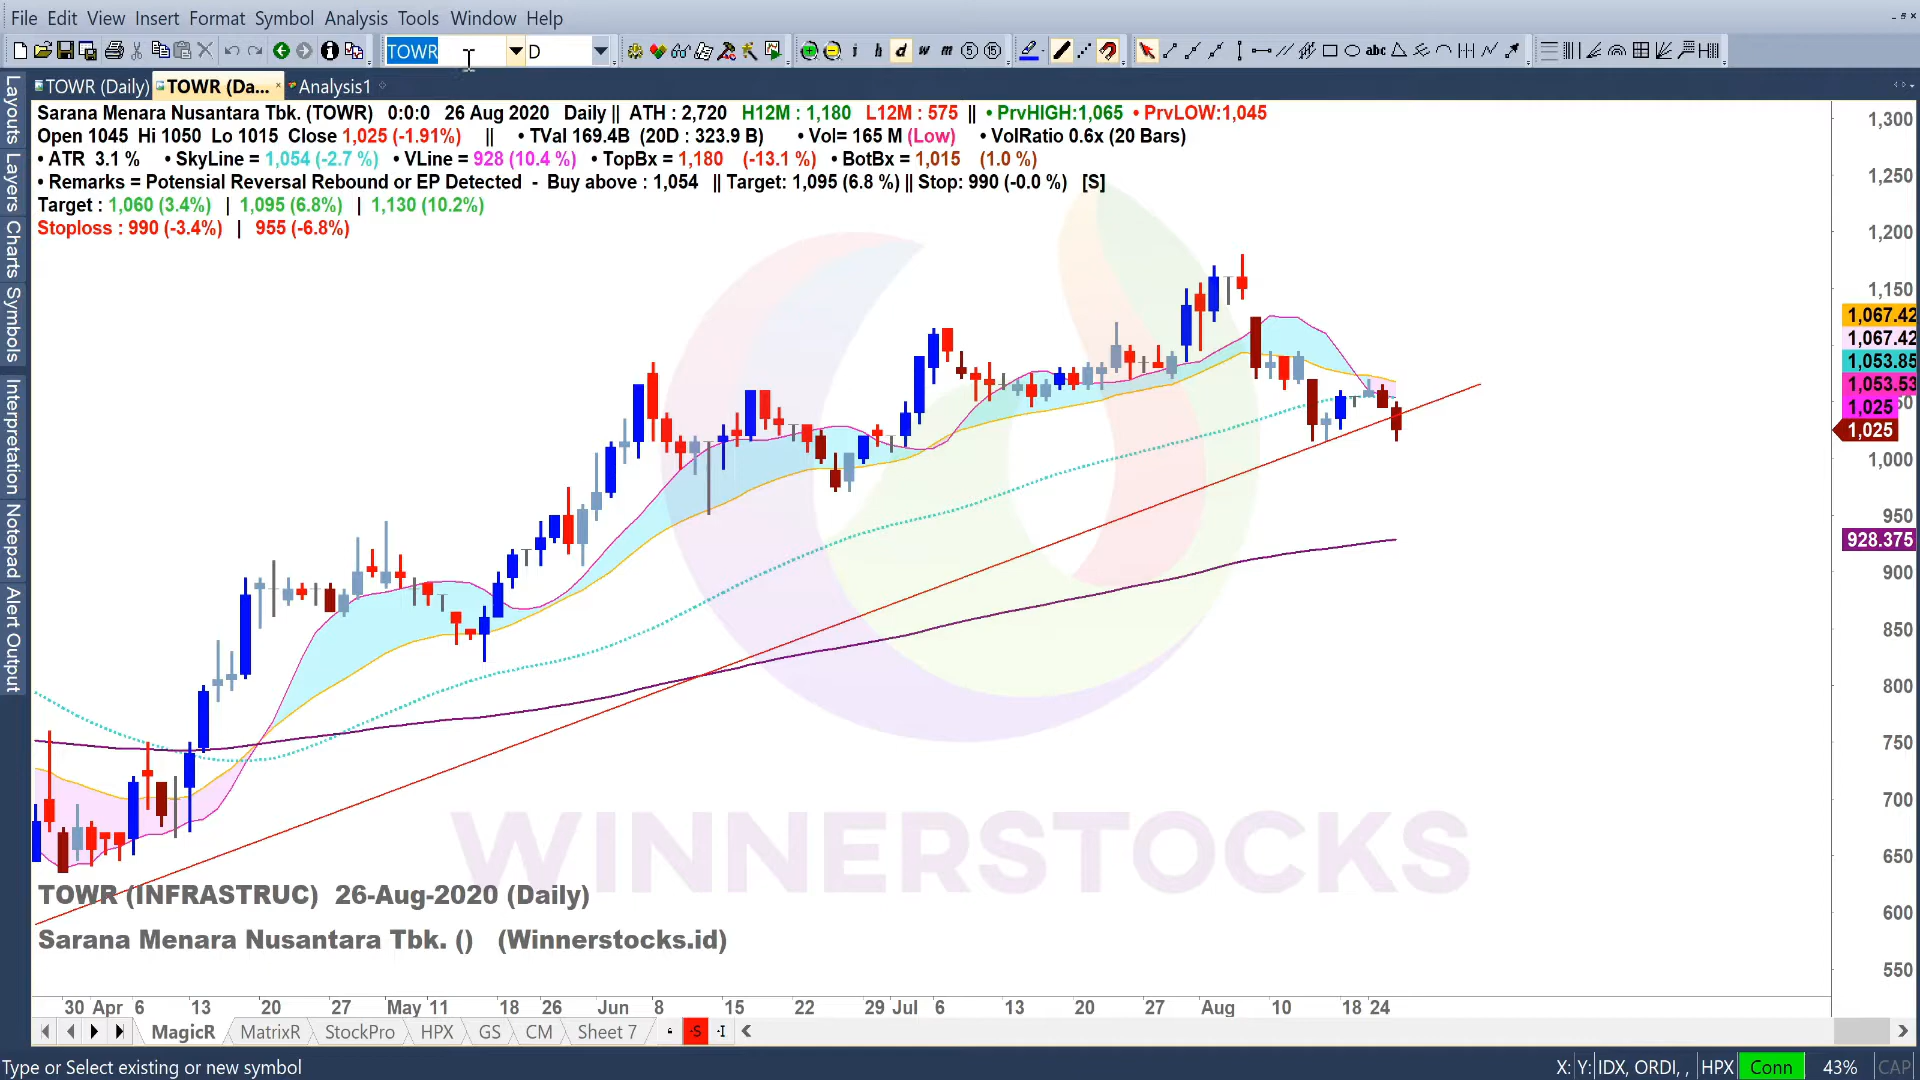 File Edit View Insert Format Symbol Analysis Tools Window Help
TOWR D i h d w m 5 15 abc
TOWR (Daily) TOWR (Da... Analysis1
Layouts Layers Charts Symbols Interpretation Notepad Alert Output
Sarana Menara Nusantara Tbk. (TOWR) 0:0:0 26 Aug 2020 Daily || ATH : 2,720 H12M : 1,180 L12M : 575 || • PrvHIGH:1,065 • PrvLOW:1,045
Open 1045 Hi 1050 Lo 1015 Close 1,025 (-1.91%) || • TVal 169.4B (20D : 323.9 B) • Vol= 165 M (Low) • VolRatio 0.6x (20 Bars)
• ATR 3.1 % • SkyLine = 1,054 (-2.7 %) • VLine = 928 (10.4 %) • TopBx = 1,180 (-13.1 %) • BotBx = 1,015 (1.0 %)
• Remarks = Potensial Reversal Rebound or EP Detected - Buy above : 1,054 || Target: 1,095 (6.8 %) || Stop: 990 (-0.0 %) [S]
Target : 1,060 (3.4%) | 1,095 (6.8%) | 1,130 (10.2%)
Stoploss : 990 (-3.4%) | 955 (-6.8%)
1,300
1,250
1,200
1,150
1,067.42
1,067.42
1,053.85
1,053.53
1,025
1,025
1,000
950
928.375
900
850
800
750
700
650
600
550
WINNERSTOCKS
TOWR (INFRASTRUC) 26-Aug-2020 (Daily)
Sarana Menara Nusantara Tbk. () (Winnerstocks.id)
30 Apr 6 13 20 27 May 11 18 26 Jun 8 15 22 29 Jul 6 13 20 27 Aug 10 18 24
MagicR MatrixR StockPro HPX GS CM Sheet 7 -S -I
Type or Select existing or new symbol X: Y: IDX, ORDI, , HPX Conn 43% CAP